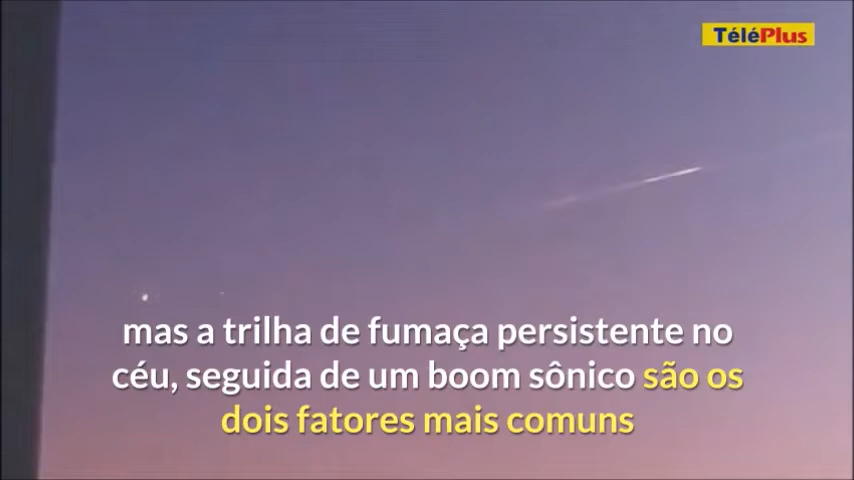 TéléPlus
mas a trilha de fumaça persistente no
céu, seguida de um boom sônico são os
dois fatores mais comuns